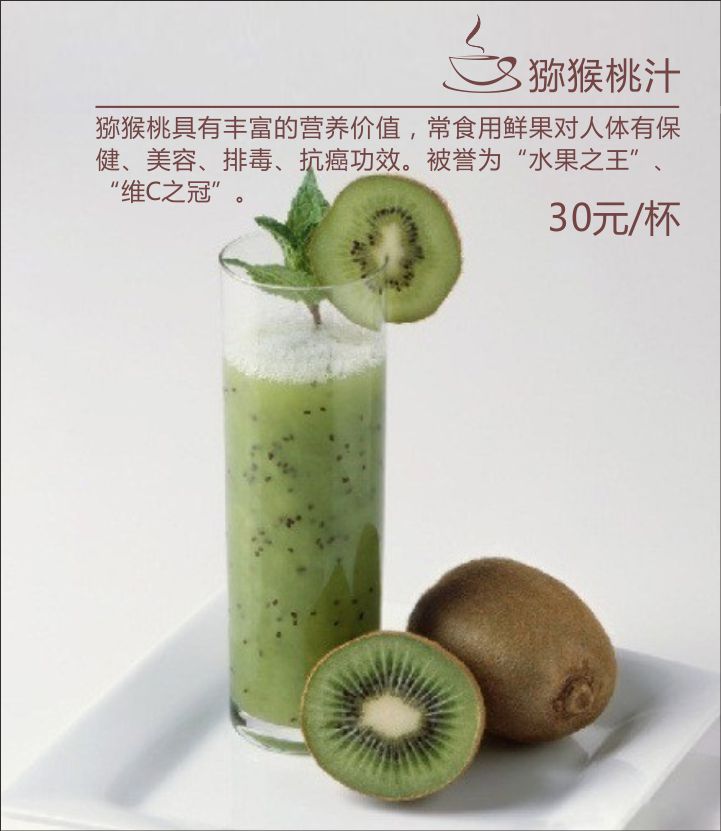 猕猴桃汁
猕猴桃具有丰富的营养价值，常食用鲜果对人体有保
健、美容、排毒、抗癌功效。被誉为“水果之王”、
“维C之冠”。
30元/杯